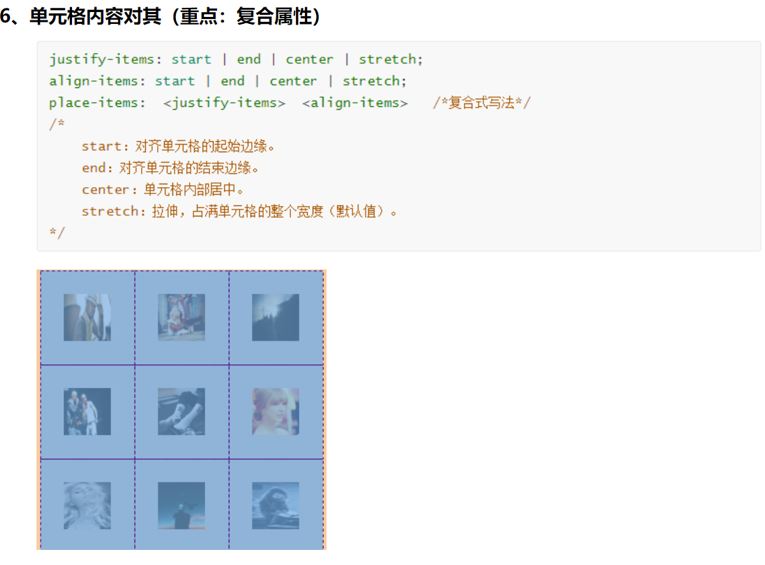 6、单元格内容对其（重点：复合属性）
justify-items: start | end | center | stretch;
align-items: start | end | center | stretch;
place-items:  <justify-items>  <align-items>   /*复合式写法*/
/*
    start：对齐单元格的起始边缘。
    end：对齐单元格的结束边缘。
    center：单元格内部居中。
    stretch：拉伸，占满单元格的整个宽度（默认值）。
*/